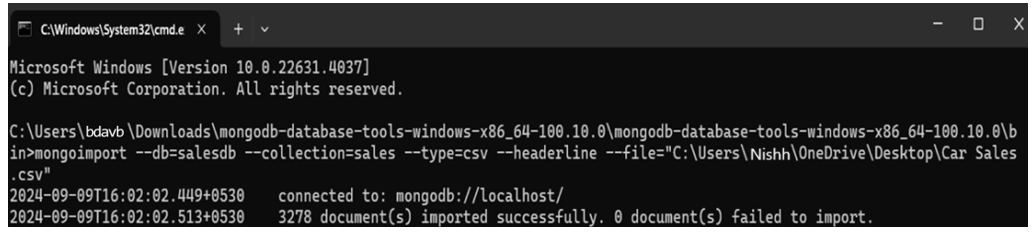 C:\Windows\System32\cmd.e
Microsoft Windows [Version 10.0.22631.4037]
(c) Microsoft Corporation. All rights reserved.
C:\Users\bdavb\Downloads\mongodb-database-tools-windows-x86_64-100.10.0\mongodb-database-tools-windows-x86_64-100.10.0\b
in>mongoimport --db=salesdb --collection=sales --type=csv --headerline --file="C:\Users\Nishh\OneDrive\Desktop\Car Sales
.csv"
2024-09-09T16:02:02.449+0530    connected to: mongodb://localhost/
2024-09-09T16:02:02.513+0530    3278 document(s) imported successfully. 0 document(s) failed to import.